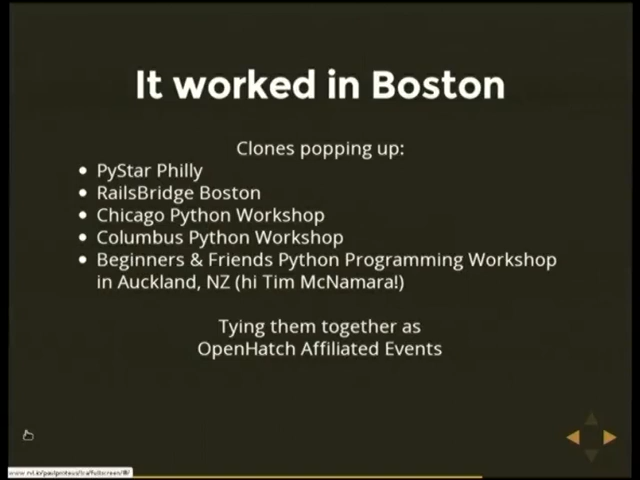 It worked in Boston
Clones popping up:
PyStar Philly
RailsBridge Boston
Chicago Python Workshop
Columbus Python Workshop
Beginners & Friends Python Programming Workshop
in Auckland, NZ (hi Tim McNamara!)
Tying them together as
OpenHatch Affiliated Events